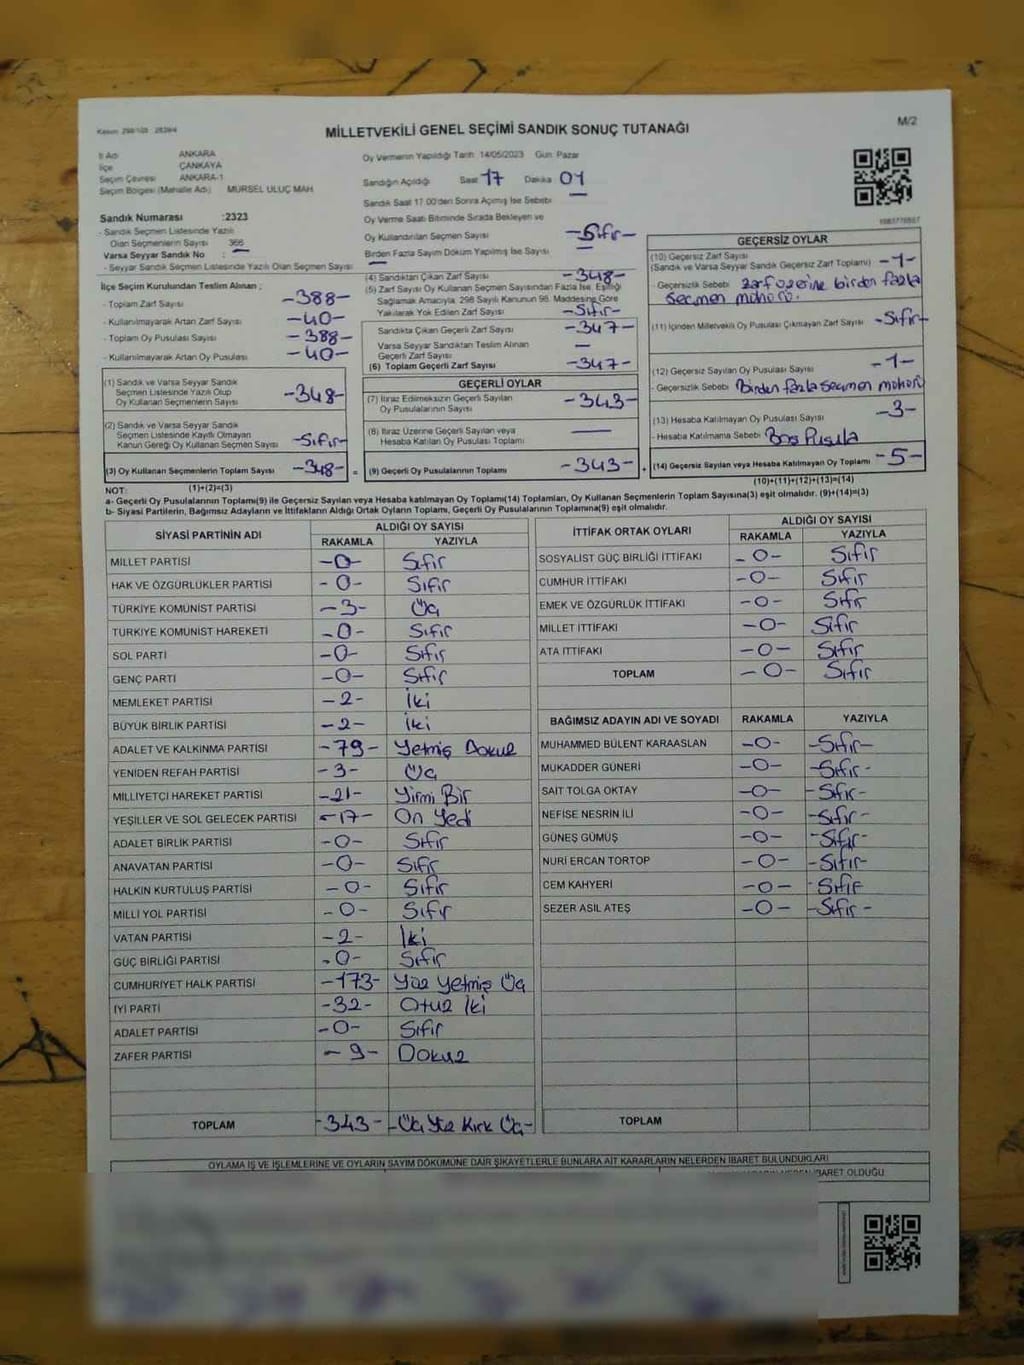 MİLLETVEKİLİ GENEL SEÇİMİ SANDIK SONUÇ TUTANAĞI
M/2
İl Adı ANKARA
İlçe ÇANKAYA
Seçim Çevresi ANKARA-1
Seçim Bölgesi (Mahalle Adı) MÜRSEL ULUÇ MAH.
Sandık Numarası :2323
- Sandık Seçmen Listesinde Yazılı
Olan Seçmenlerin Sayısı 366
Varsa Seyyar Sandık No :
- Seyyar Sandık Seçmen Listesinde Yazılı Olan Seçmen Sayısı
İlçe Seçim Kurulundan Teslim Alınan ;
- Toplam Zarf Sayısı -388-
- Kullanılmayarak Artan Zarf Sayısı -40-
- Toplam Oy Pusulası -388-
- Kullanılmayarak Artan Oy Pusulası -40-
(1) Sandık ve Varsa Seyyar Sandık
Seçmen Listesinde Yazılı Olup
Oy Kullanan Seçmenlerin Sayısı -348-
(2) Sandık ve Varsa Seyyar Sandık
Seçmen Listesinde Kayıtlı Olmayan
Kanun Gereği Oy Kullanan Seçmen Sayısı -Sıfır-
(3) Oy Kullanan Seçmenlerin Toplam Sayısı -348- =
(1)+(2)=(3)
Oy Vermenin Yapıldığı Tarih 14/05/2023 Gün Pazar
Sandığın Açıldığı Saat 17 Dakika 01
Sandık Saat 17.00'den Sonra Açılmış İse Sebebi
Oy Verme Saati Bitiminde Sırada Bekleyen ve
Oy Kullandırılan Seçmen Sayısı -Sıfır-
Birden Fazla Sayım Döküm Yapılmış İse Sayısı
(4) Sandıktan Çıkan Zarf Sayısı -348-
(5) Zarf Sayısı Oy Kullanan Seçmen Sayısından Fazla İse, Eşitliği
Sağlamak Amacıyla, 298 Sayılı Kanunun 98. Maddesine Göre
Yakılarak Yok Edilen Zarf Sayısı -Sıfır-
Sandıkta Çıkan Geçerli Zarf Sayısı -347-
Varsa Seyyar Sandıktan Teslim Alınan
Geçerli Zarf Sayısı —
(6) Toplam Geçerli Zarf Sayısı -347-
GEÇERLİ OYLAR
(7) İtiraz Edilmeksizin Geçerli Sayılan
Oy Pusulalarının Sayısı -343-
(8) İtiraz Üzerine Geçerli Sayılan veya
Hesaba Katılan Oy Pusulası Toplamı —
(9) Geçerli Oy Pusulalarının Toplamı -343- +
GEÇERSİZ OYLAR
(10) Geçersiz Zarf Sayısı
(Sandık ve Varsa Seyyar Sandık Geçersiz Zarf Toplamı) -1-
- Geçersizlik Sebebi zarf üzerine birden fazla
seçmen mührü.
(11) İçinden Milletvekili Oy Pusulası Çıkmayan Zarf Sayısı -Sıfır-
(12) Geçersiz Sayılan Oy Pusulası Sayısı -1-
- Geçersizlik Sebebi Birden fazla seçmen mührü
(13) Hesaba Katılmayan Oy Pusulası Sayısı -3-
- Hesaba Katılmama Sebebi Boş Pusula
(14) Geçersiz Sayılan veya Hesaba Katılmayan Oy Toplamı -5-
(10)+(11)+(12)+(13)=(14)
NOT:
a- Geçerli Oy Pusulalarının Toplamı(9) ile Geçersiz Sayılan veya Hesaba katılmayan Oy Toplamı(14) Toplamları, Oy Kullanan Seçmenlerin Toplam Sayısına(3) eşit olmalıdır. (9)+(14)=(3)
b- Siyasi Partilerin, Bağımsız Adayların ve İttifakların Aldığı Ortak Oyların Toplamı, Geçerli Oy Pusulalarının Toplamına(9) eşit olmalıdır.
SİYASİ PARTİNİN ADI ALDIĞI OY SAYISI
RAKAMLA YAZIYLA
MİLLET PARTİSİ -0- Sıfır
HAK VE ÖZGÜRLÜKLER PARTİSİ -0- Sıfır
TÜRKİYE KOMÜNİST PARTİSİ -3- Üç
TÜRKİYE KOMÜNİST HAREKETİ -0- Sıfır
SOL PARTİ -0- Sıfır
GENÇ PARTİ -0- Sıfır
MEMLEKET PARTİSİ -2- İki
BÜYÜK BİRLİK PARTİSİ -2- İki
ADALET VE KALKINMA PARTİSİ -79- Yetmiş Dokuz
YENİDEN REFAH PARTİSİ -3- Üç
MİLLİYETÇİ HAREKET PARTİSİ -21- Yirmi Bir
YEŞİLLER VE SOL GELECEK PARTİSİ -17- On Yedi
ADALET BİRLİK PARTİSİ -0- Sıfır
ANAVATAN PARTİSİ -0- Sıfır
HALKIN KURTULUŞ PARTİSİ -0- Sıfır
MİLLİ YOL PARTİSİ -0- Sıfır
VATAN PARTİSİ -2- İki
GÜÇ BİRLİĞİ PARTİSİ -0- Sıfır
CUMHURİYET HALK PARTİSİ -173- Yüz Yetmiş Üç
İYİ PARTİ -32- Otuz İki
ADALET PARTİSİ -0- Sıfır
ZAFER PARTİSİ -9- Dokuz
TOPLAM -343- -Üç Yüz Kırk Üç-
İTTİFAK ORTAK OYLARI ALDIĞI OY SAYISI
RAKAMLA YAZIYLA
SOSYALİST GÜÇ BİRLİĞİ İTTİFAKI -0- Sıfır
CUMHUR İTTİFAKI -0- Sıfır
EMEK VE ÖZGÜRLÜK İTTİFAKI -0- Sıfır
MİLLET İTTİFAKI -0- Sıfır
ATA İTTİFAKI -0- Sıfır
TOPLAM -0- Sıfır
BAĞIMSIZ ADAYIN ADI VE SOYADI RAKAMLA YAZIYLA
MUHAMMED BÜLENT KARAASLAN -0- -Sıfır-
MUKADDER GÜNERİ -0- -Sıfır-
SAİT TOLGA OKTAY -0- -Sıfır-
NEFİSE NESRİN İLİ -0- -Sıfır-
GÜNEŞ GÜMÜŞ -0- -Sıfır-
NURİ ERCAN TORTOP -0- -Sıfır-
CEM KAHYERİ -0- -Sıfır
SEZER ASİL ATEŞ -0- -Sıfır-
TOPLAM
OYLAMA İŞ VE İŞLEMLERİNE VE OYLARIN SAYIM DÖKÜMÜNE DAİR ŞİKAYETLERLE BUNLARA AİT KARARLARIN NELERDEN İBARET BULUNDUKLARI
İBARET OLDUĞU